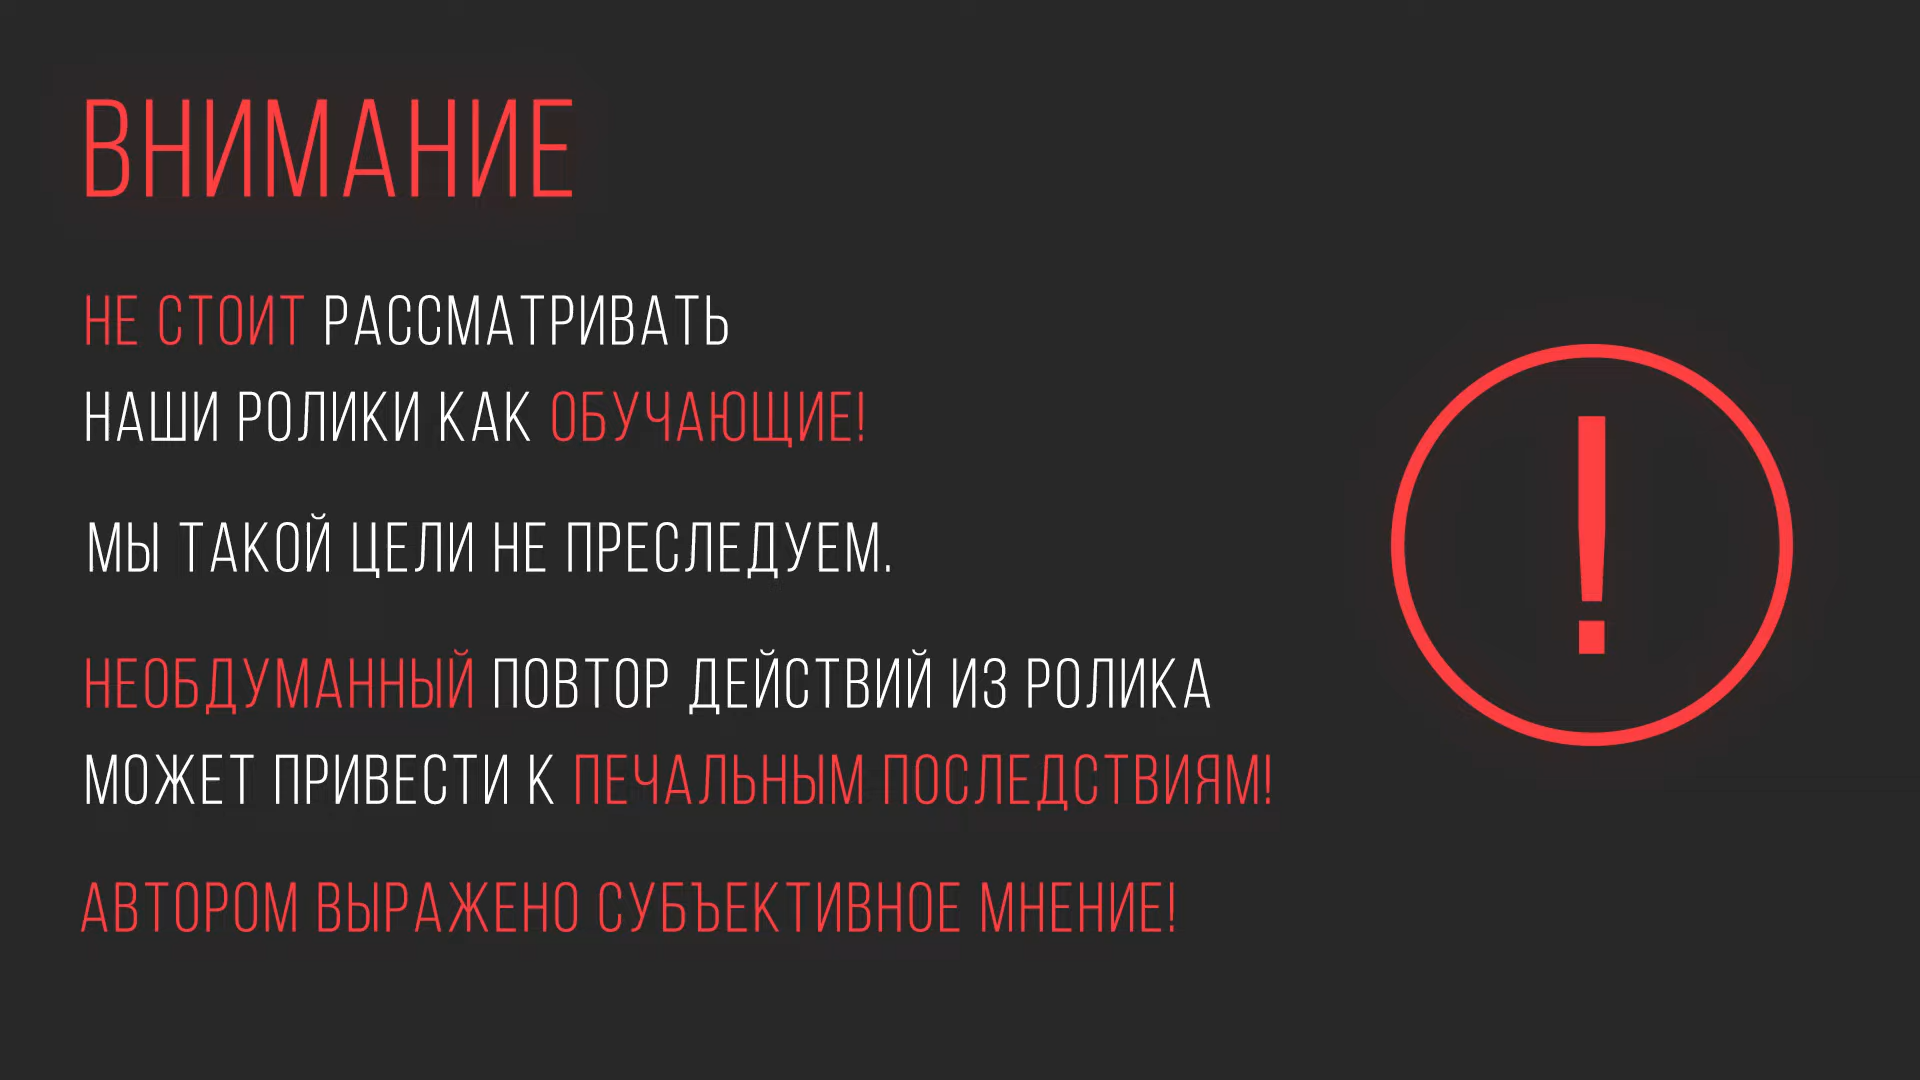 ВНИМАНИЕ
НЕ СТОИТ РАССМАТРИВАТЬ
НАШИ РОЛИКИ КАК ОБУЧАЮЩИЕ!
МЫ ТАКОЙ ЦЕЛИ НЕ ПРЕСЛЕДУЕМ.
НЕОБДУМАННЫЙ ПОВТОР ДЕЙСТВИЙ ИЗ РОЛИКА
МОЖЕТ ПРИВЕСТИ К ПЕЧАЛЬНЫМ ПОСЛЕДСТВИЯМ!
АВТОРОМ ВЫРАЖЕНО СУБЪЕКТИВНОЕ МНЕНИЕ!
!